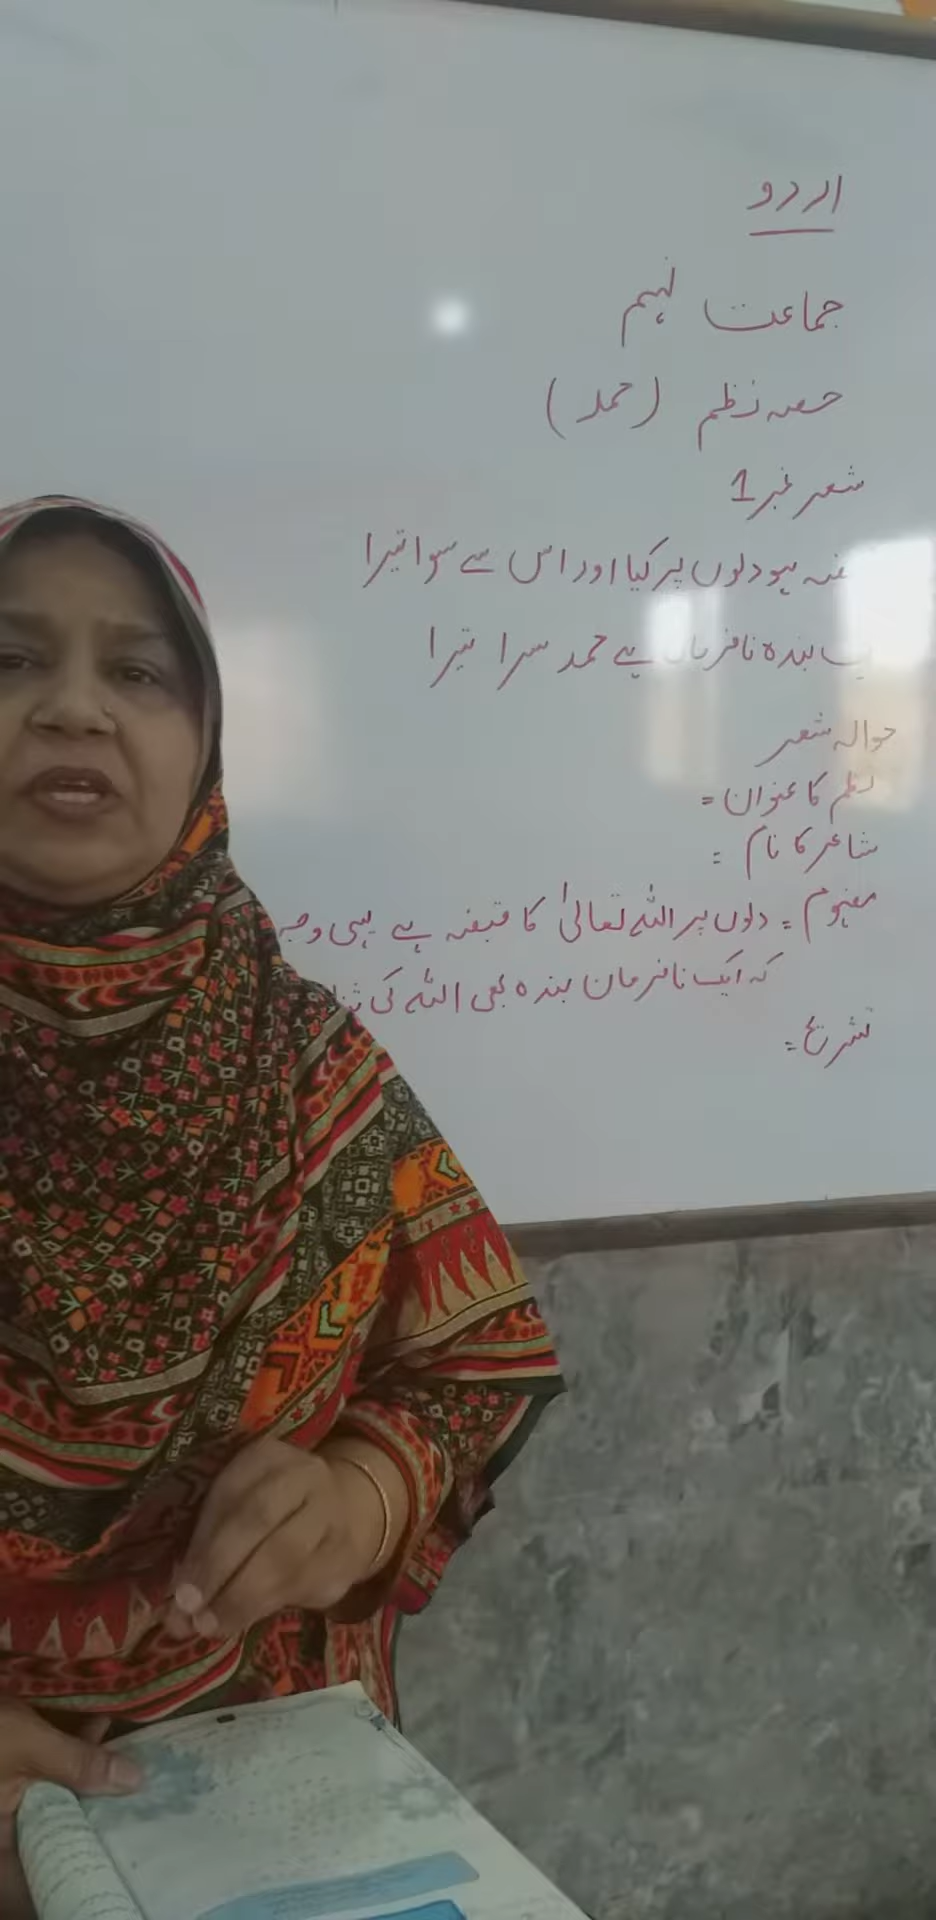 اردو
جماعت نہم
حصہ نظم (حمد)
شعر نمبر 1
ہو دلوں پر کیا اور اس سے سوا تیرا
بندہ نافرماں ہے حمد سرا تیرا
حوالہ شعر
نظم کا عنوان =
شاعر کا نام =
مفہوم = دلوں پر اللہ تعالیٰ کا قبضہ ہے یہی وجہ
کہ ایک نافرمان بندہ بھی اللہ کی
تشریح =